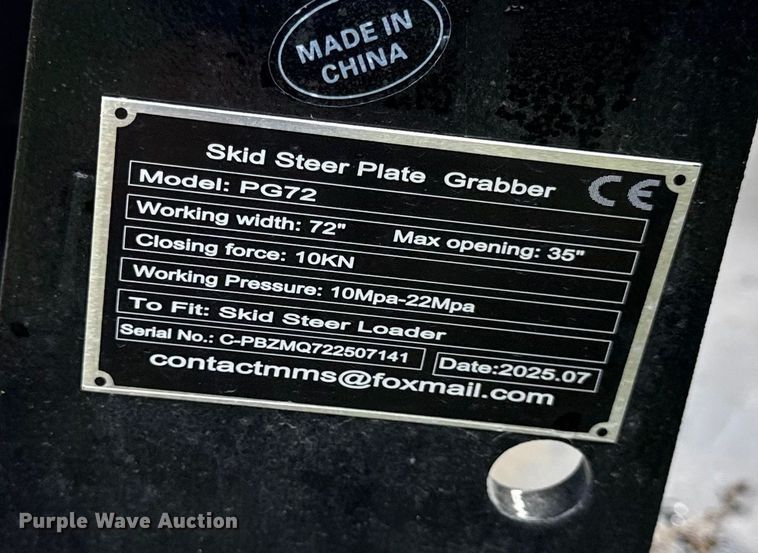 MADE IN
CHINA
Skid Steer Plate Grabber CE
Model: PG72
Working width: 72" Max opening: 35"
Closing force: 10KN
Working Pressure: 10Mpa-22Mpa
To Fit: Skid Steer Loader
Serial No.: C-PBZMQ722507141 Date:2025.07
contactmms@foxmail.com
Purple Wave Auction